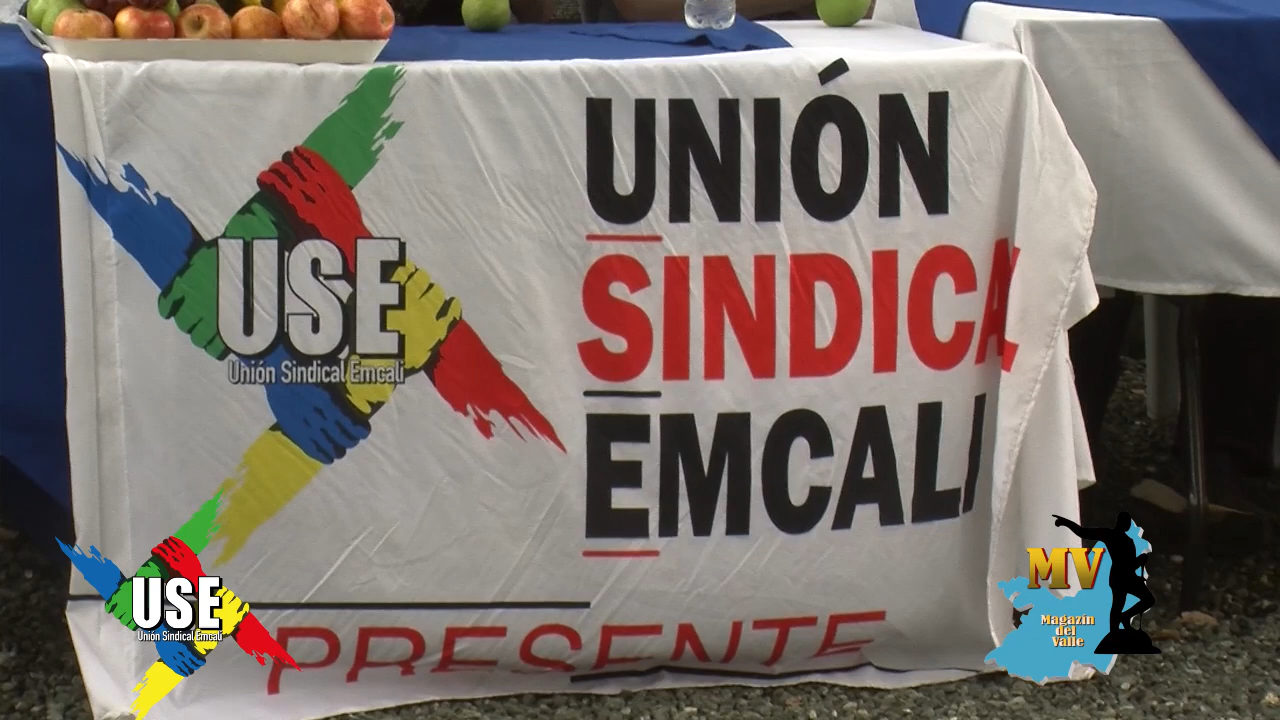 UNIÓN
SINDICAL
EMCALI
USE
Unión Sindical Emcali
PRESENTE
USE
Unión Sindical Emcali
MV
Magazín
del
Valle